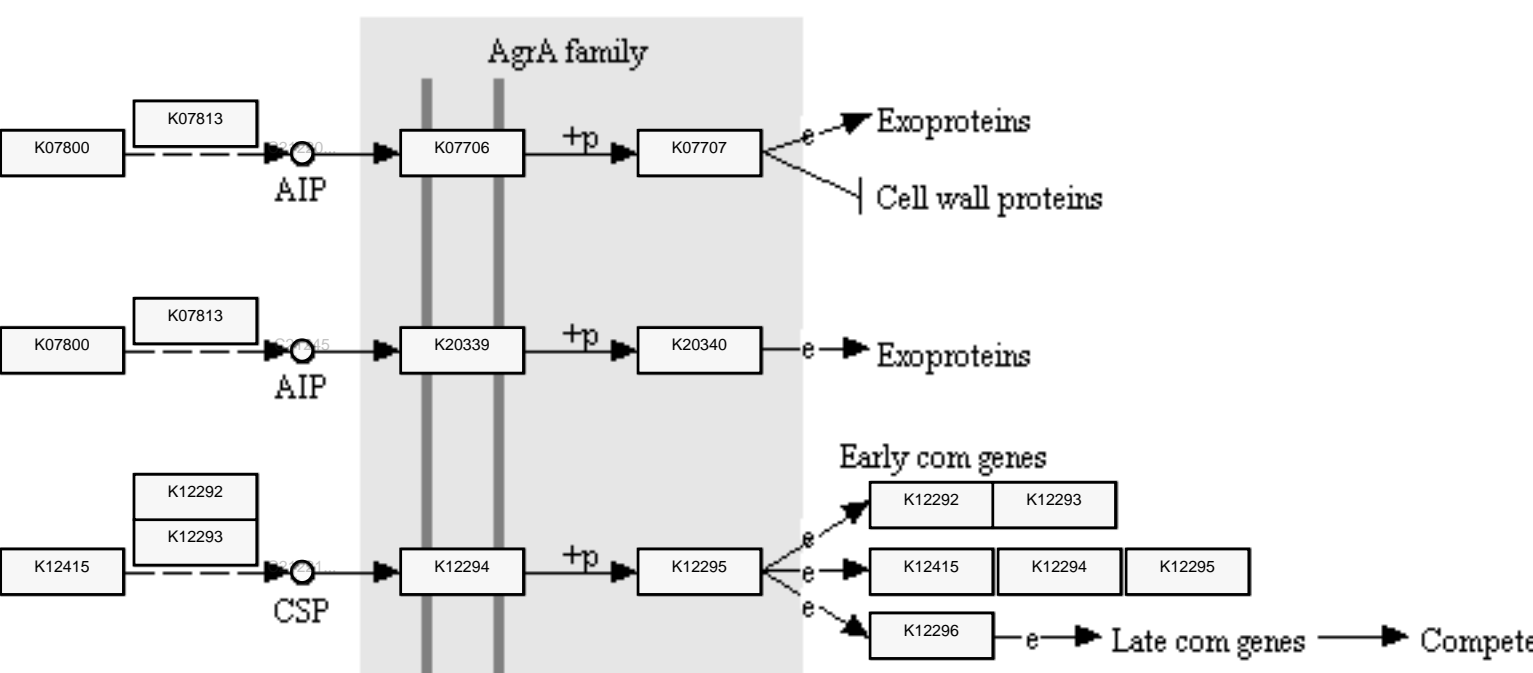 AgrA family
K07813
K07800
AIP
K07706
+p
K07707
e
Exoproteins
Cell wall proteins
K07813
K07800
AIP
K20339
+p
K20340
e
Exoproteins
K12292
K12293
K12415
CSP
K12294
+p
K12295
Early com genes
e
K12292
K12293
e
K12415
K12294
K12295
e
K12296
e
Late com genes
Compete